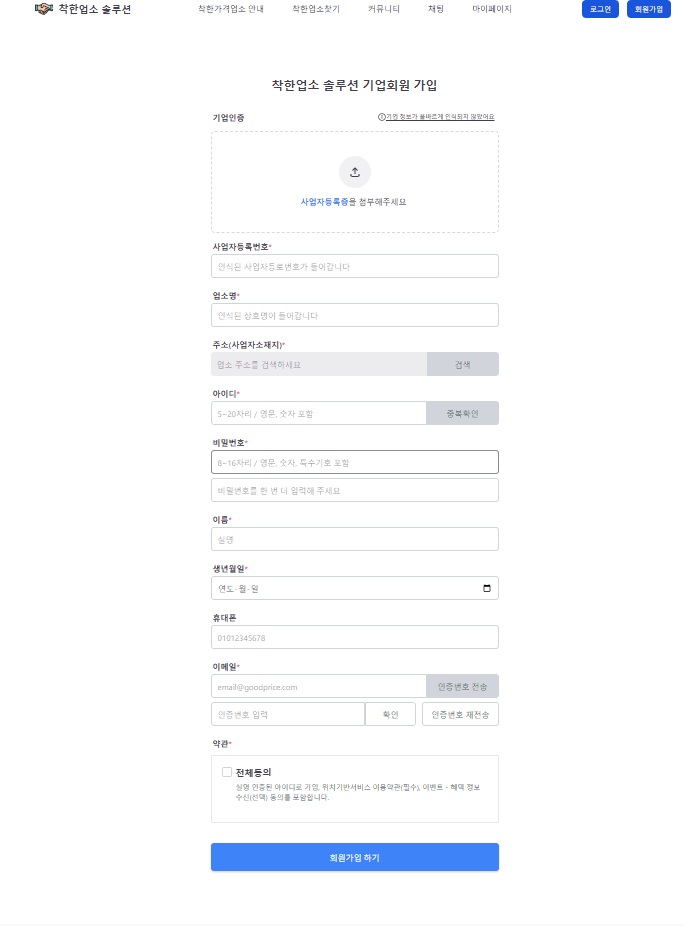 착한업소 솔루션 착한가격업소 안내 착한업소찾기 커뮤니티 채팅 마이페이지 로그인 회원가입
착한업소 솔루션 기업회원 가입
기업인증 기업 정보가 올바르게 인식되지 않았어요
사업자등록증을 첨부해주세요
사업자등록번호*
인식된 사업자등록번호가 들어갑니다
업소명*
인식된 상호명이 들어갑니다
주소(사업자소재지)*
업소 주소를 검색하세요 검색
아이디*
5~20자리 / 영문, 숫자 포함 중복확인
비밀번호*
8~16자리 / 영문, 숫자, 특수기호 포함
비밀번호를 한 번 더 입력해 주세요
이름*
실명
생년월일*
연도-월-일
휴대폰
01012345678
이메일*
email@goodprice.com 인증번호 전송
인증번호 입력 확인 인증번호 재전송
약관*
전체동의
실명 인증된 아이디로 가입, 위치기반서비스 이용약관(필수), 이벤트・혜택 정보
수신(선택) 동의를 포함합니다.
회원가입 하기